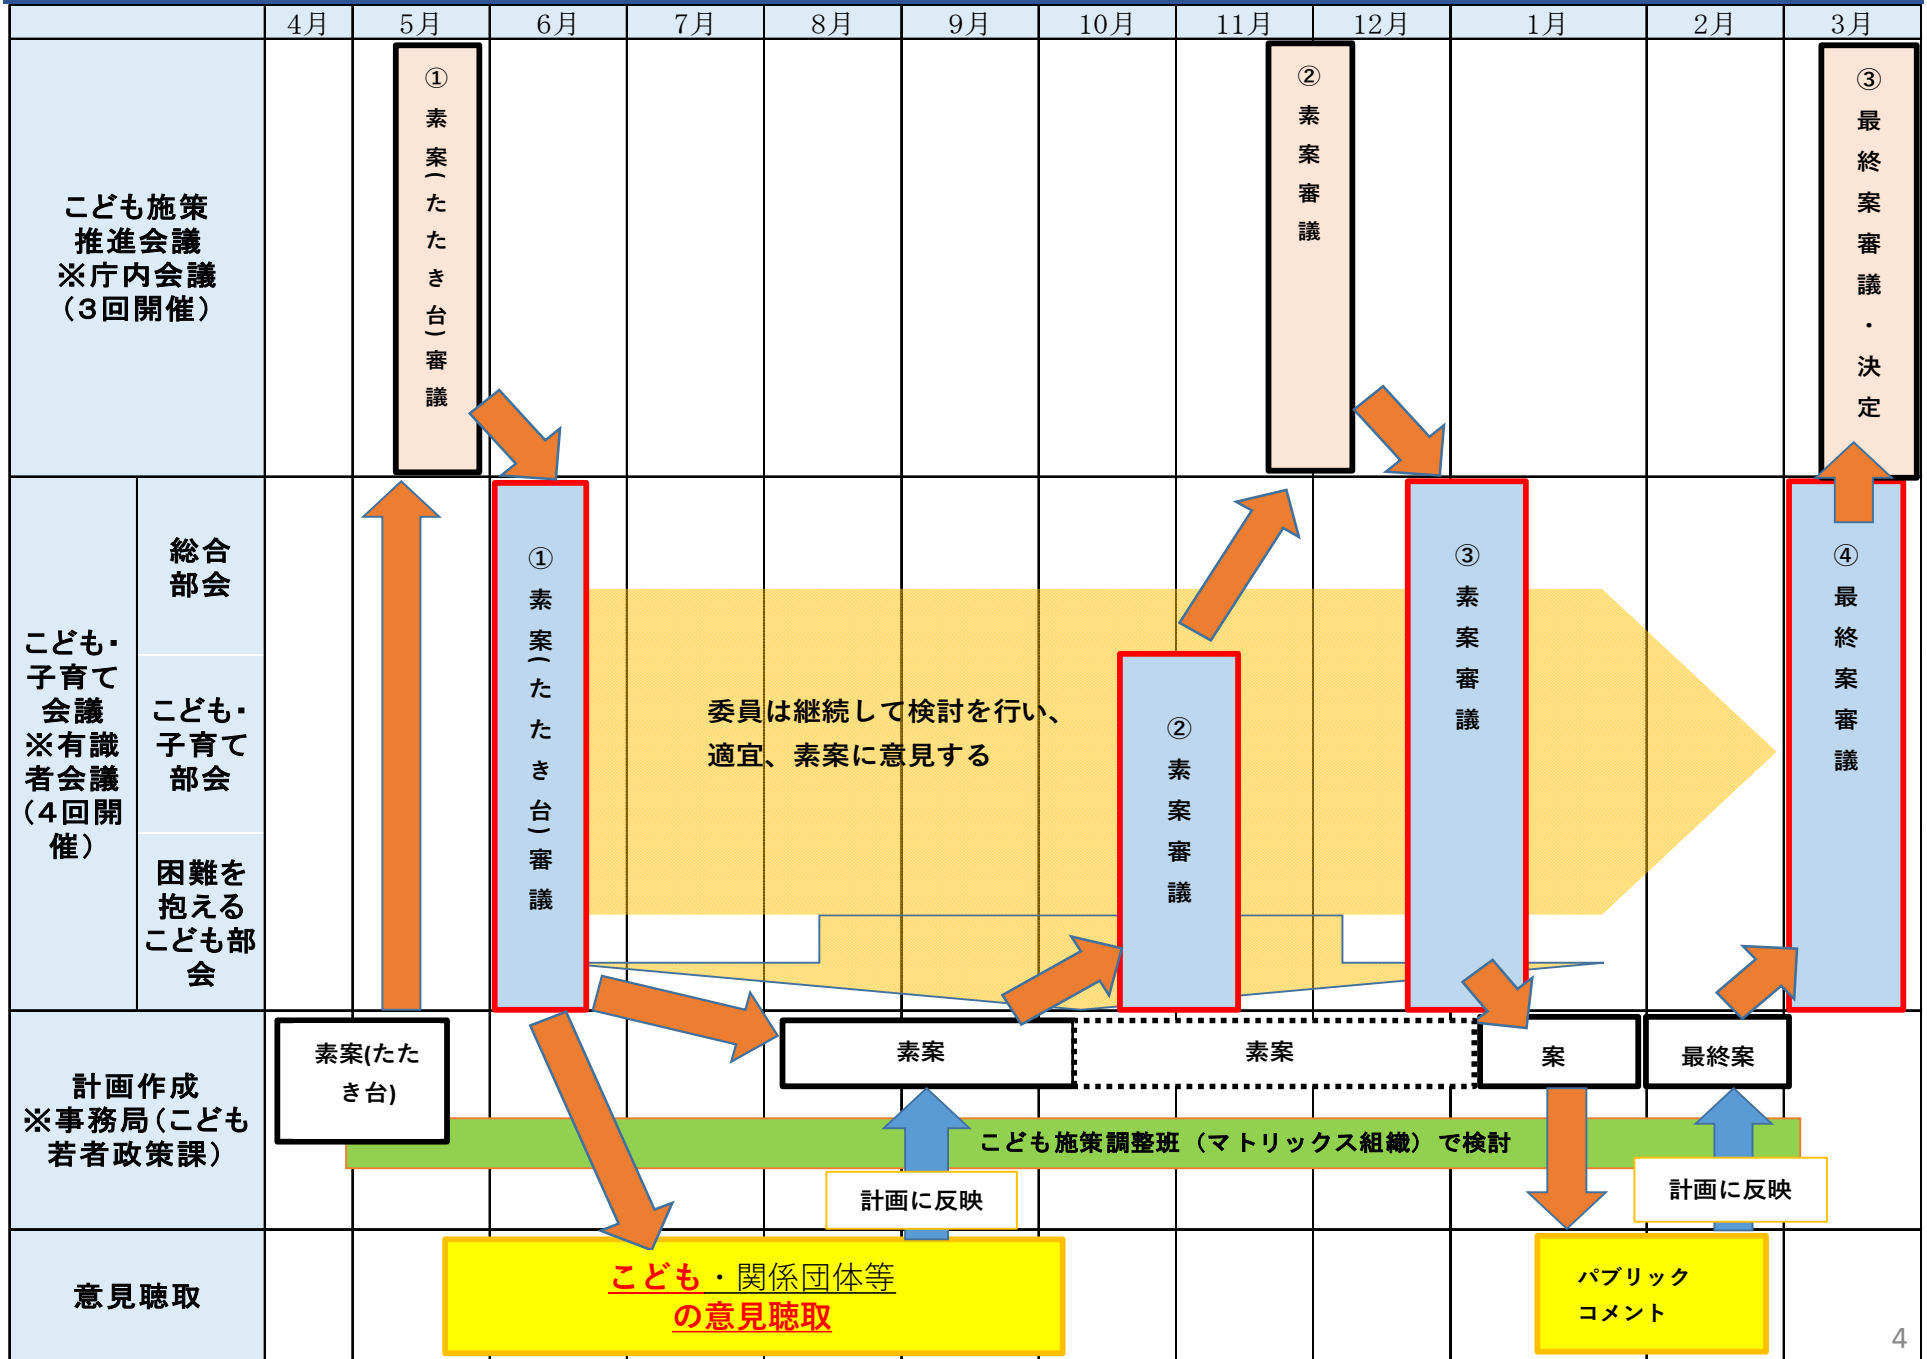 4月 5月 6月 7月 8月 9月 10月 11月 12月 1月 2月 3月
こども施策
推進会議
※庁内会議
（3回開催）
①素案(たたき台)審議
②素案審議
③最終案審議・決定
こども・
子育て
会議
※有識
者会議
（4回開
催）
総合
部会
こども・
子育て
部会
困難を
抱える
こども部
会
①素案(たたき台)審議
委員は継続して検討を行い、
適宜、素案に意見する
②素案審議
③素案審議
④最終案審議
計画作成
※事務局（こども
若者政策課）
素案(たた
き台)
素案
素案
案
最終案
こども施策調整班（マトリックス組織）で検討
計画に反映
計画に反映
意見聴取
こども・関係団体等
の意見聴取
パブリック
コメント
4